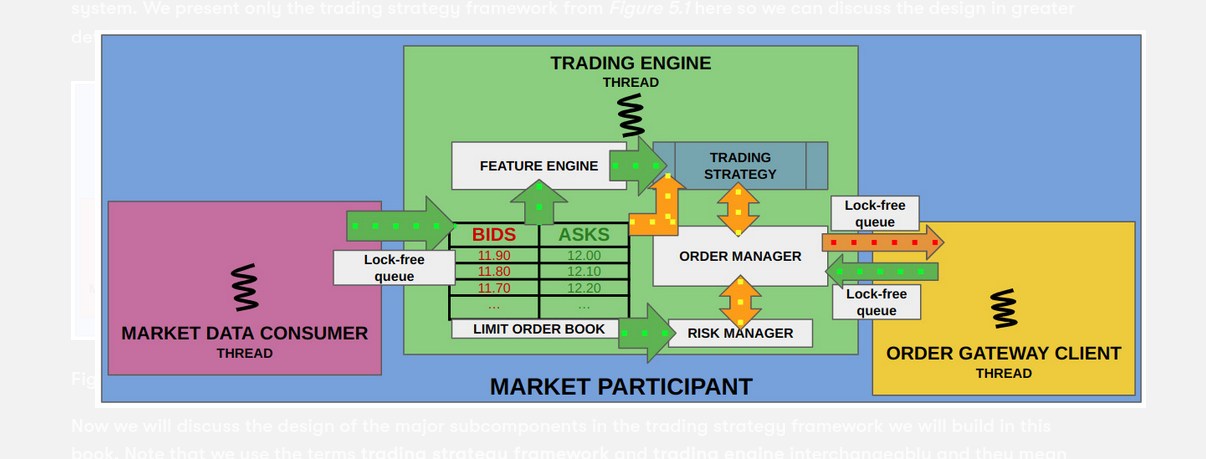 system. We present only the trading strategy framework from Figure 5.1 here so we can discuss the design in greater
TRADING ENGINE
THREAD
FEATURE ENGINE
TRADING
STRATEGY
Lock-free
queue
BIDS ASKS
11.90 12.00
11.80 12.10
11.70 12.20
... ...
LIMIT ORDER BOOK
ORDER MANAGER
RISK MANAGER
Lock-free
queue
Lock-free
queue
MARKET DATA CONSUMER
THREAD
ORDER GATEWAY CLIENT
THREAD
MARKET PARTICIPANT
Now we will discuss the design of the major subcomponents in the trading strategy framework we will build in this
book. Note that we use the terms trading strategy framework and trading engine interchangeably and they mean